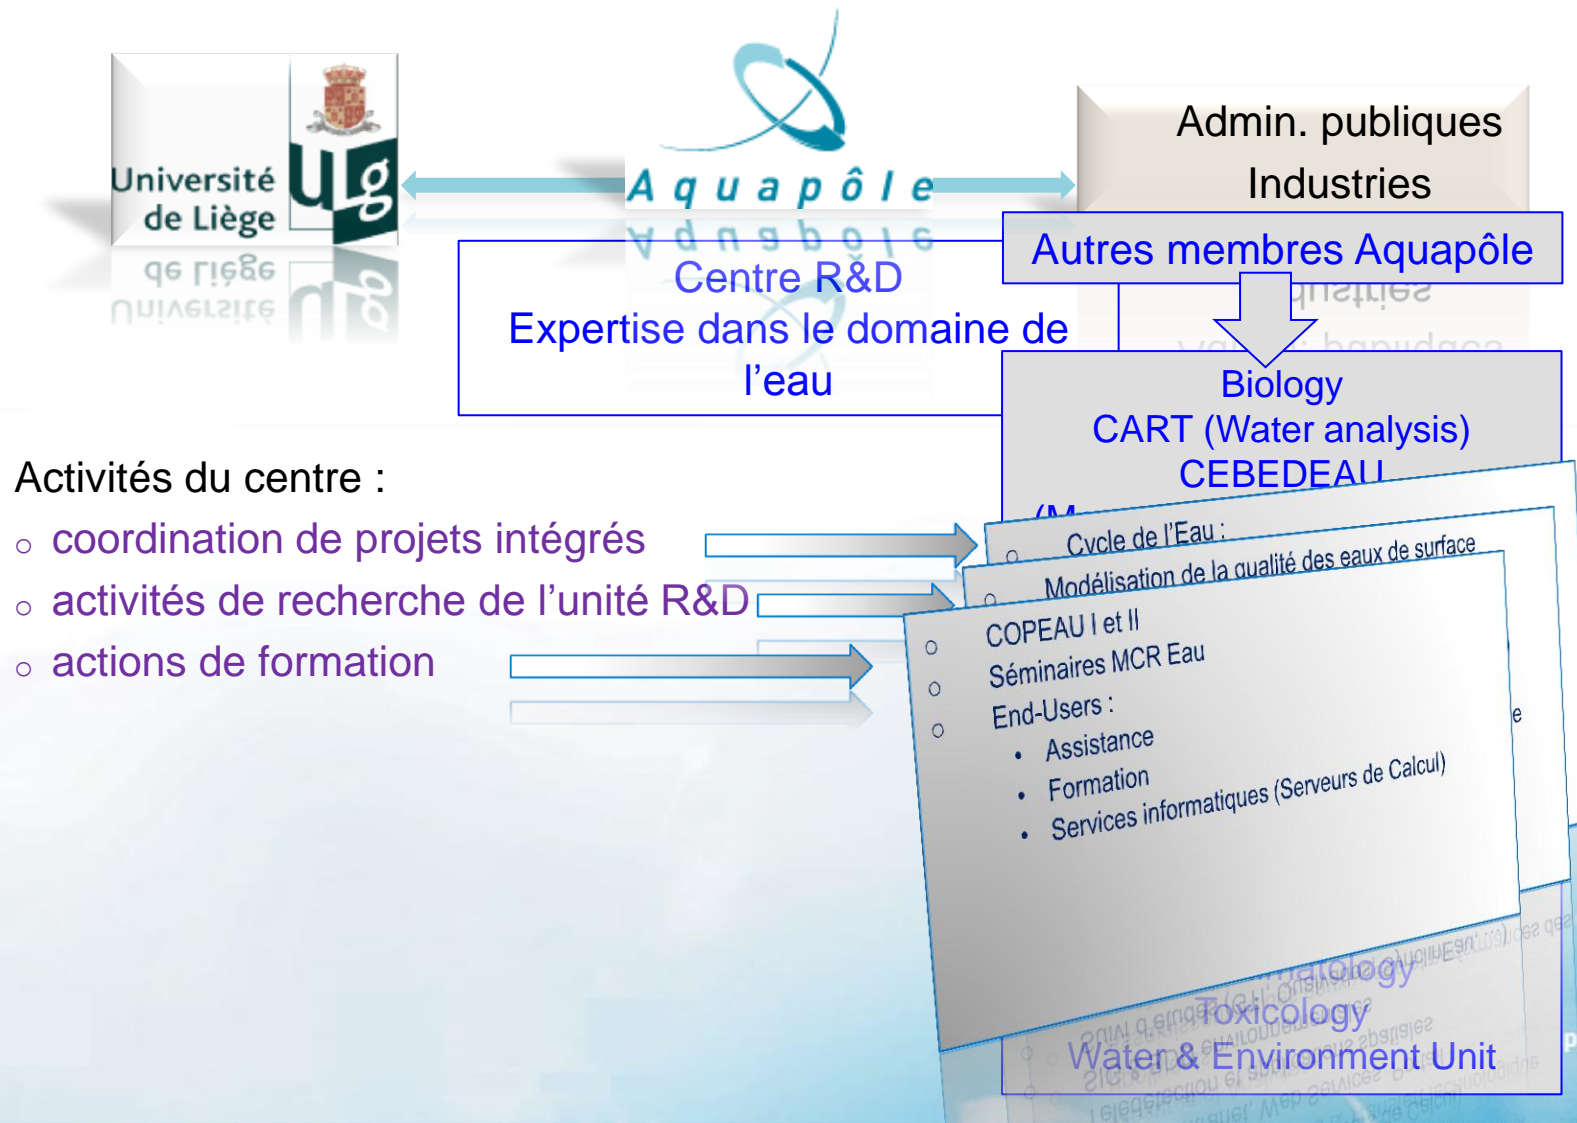 Université
de Liège
ULg
Aquapôle
Admin. publiques
Industries
Autres membres Aquapôle
Centre R&D
Expertise dans le domaine de
l’eau
Biology
CART (Water analysis)
CEBEDEAU
Activités du centre :
coordination de projets intégrés
activités de recherche de l’unité R&D
actions de formation
Cycle de l’Eau :
Modélisation de la qualité des eaux de surface
COPEAU I et II
Séminaires MCR Eau
End-Users :
• Assistance
• Formation
• Services informatiques (Serveurs de Calcul)
Toxicology
Water & Environment Unit